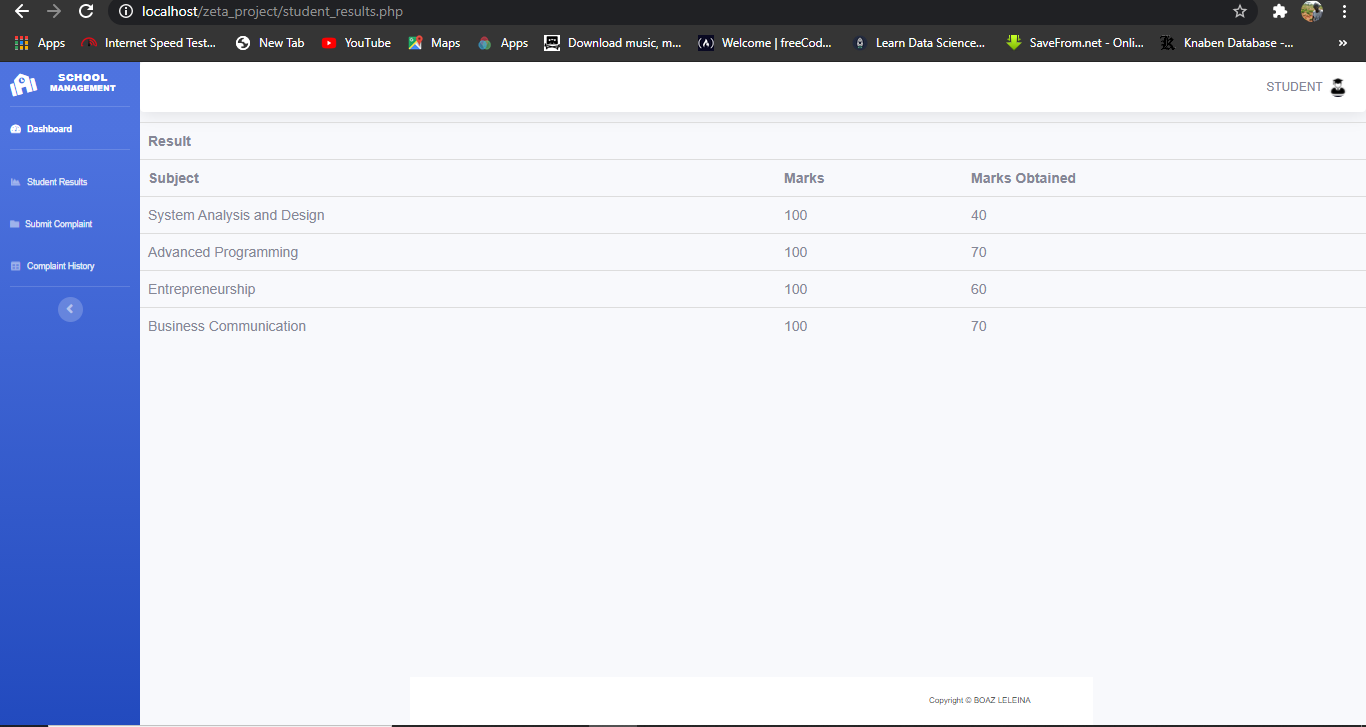 localhost/zeta_project/student_results.php
Apps Internet Speed Test... New Tab YouTube Maps Apps Download music, m... Welcome | freeCod... Learn Data Science... SaveFrom.net - Onli... Knaben Database -... »
SCHOOL
MANAGEMENT
STUDENT
Dashboard
Student Results
Submit Complaint
Complaint History
Result
Subject Marks Marks Obtained
System Analysis and Design 100 40
Advanced Programming 100 70
Entrepreneurship 100 60
Business Communication 100 70
Copyright © BOAZ LELEINA